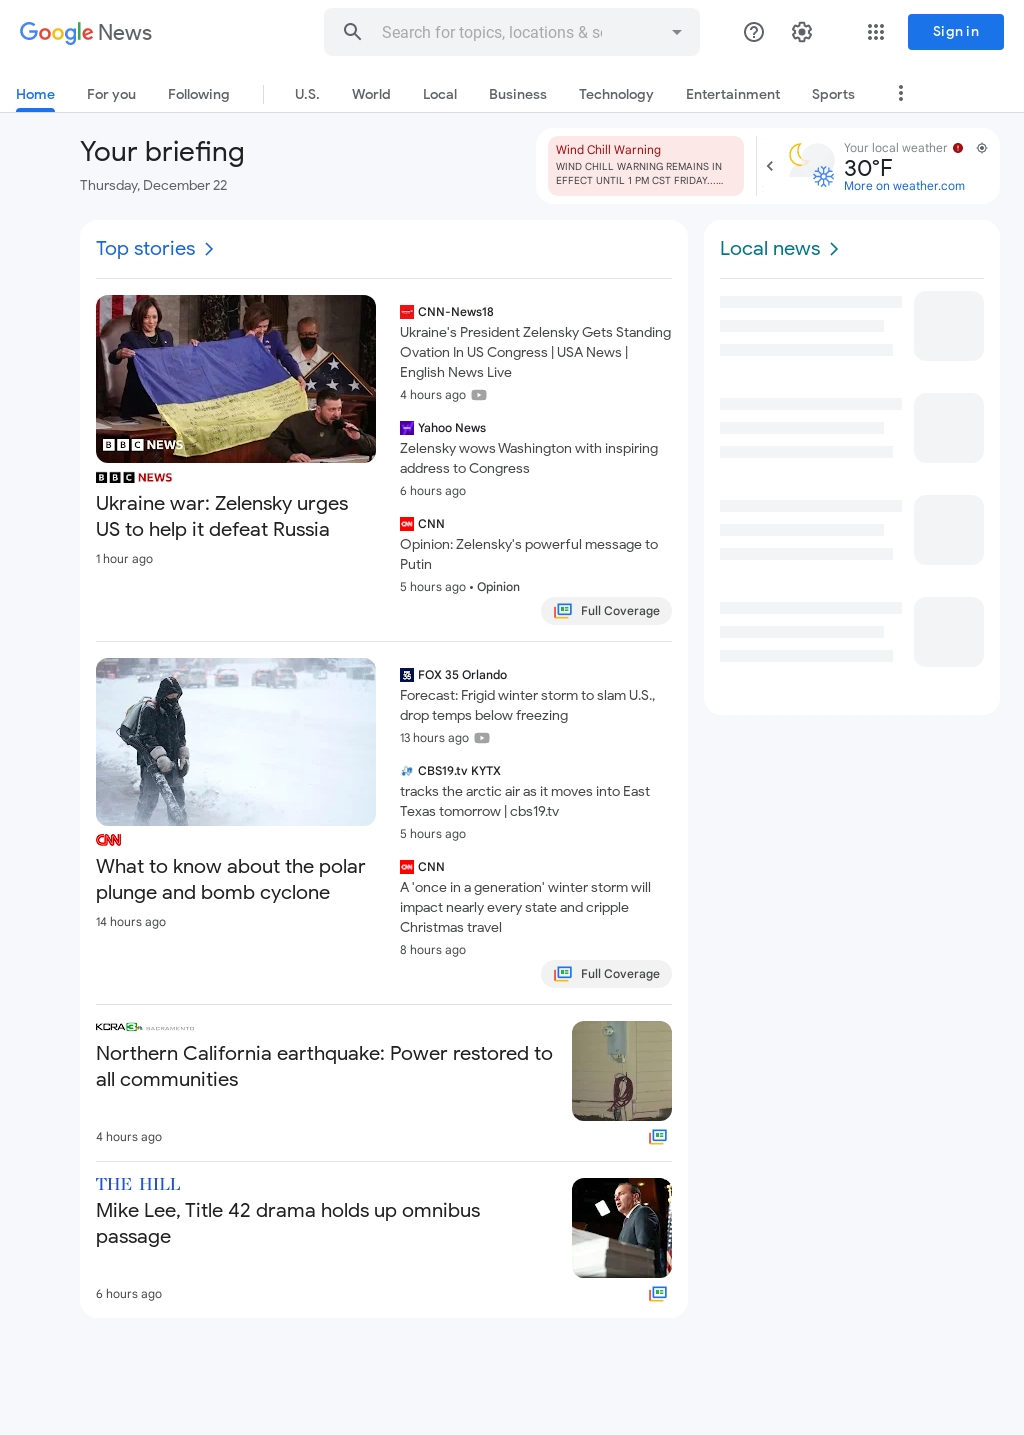 Google News
Search for topics, locations & so
Sign in
Home
For you
Following
U.S.
World
Local
Business
Technology
Entertainment
Sports
Your briefing
Thursday, December 22
Wind Chill Warning
WIND CHILL WARNING REMAINS IN
EFFECT UNTIL 1 PM CST FRIDAY...…
Your local weather
30°F
More on weather.com
Top stories
BBC NEWS
BBC NEWS
Ukraine war: Zelensky urges
US to help it defeat Russia
1 hour ago
CNN-News18
Ukraine's President Zelensky Gets Standing
Ovation In US Congress | USA News |
English News Live
4 hours ago
Yahoo News
Zelensky wows Washington with inspiring
address to Congress
6 hours ago
CNN
Opinion: Zelensky's powerful message to
Putin
5 hours ago • Opinion
Full Coverage
CNN
What to know about the polar
plunge and bomb cyclone
14 hours ago
FOX 35 Orlando
Forecast: Frigid winter storm to slam U.S.,
drop temps below freezing
13 hours ago
CBS19.tv KYTX
tracks the arctic air as it moves into East
Texas tomorrow | cbs19.tv
5 hours ago
CNN
A 'once in a generation' winter storm will
impact nearly every state and cripple
Christmas travel
8 hours ago
Full Coverage
KCRA 3 SACRAMENTO
Northern California earthquake: Power restored to
all communities
4 hours ago
THE HILL
Mike Lee, Title 42 drama holds up omnibus
passage
6 hours ago
Local news